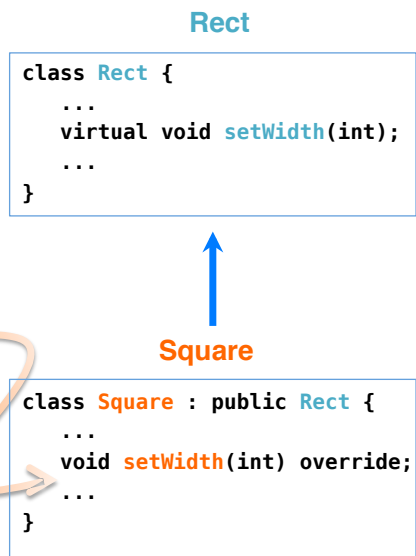 Rect
class Rect {
...
virtual void setWidth(int);
...
}
Square
class Square : public Rect {
...
void setWidth(int) override;
...
}